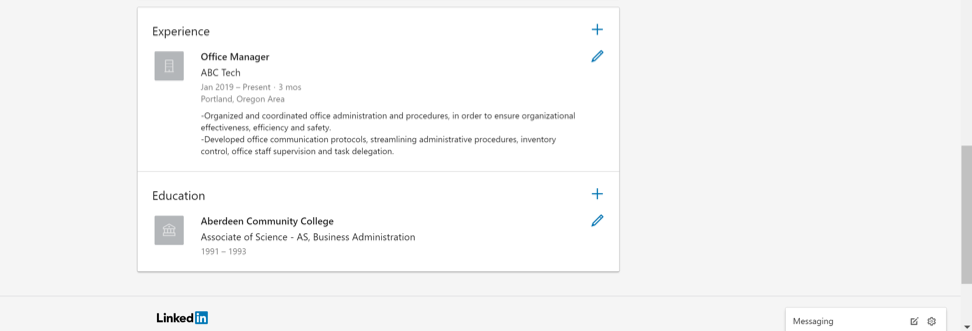 Experience
Office Manager
ABC Tech
Jan 2019 – Present · 3 mos
Portland, Oregon Area
-Organized and coordinated office administration and procedures, in order to ensure organizational
effectiveness, efficiency and safety.
-Developed office communication protocols, streamlining administrative procedures, inventory
control, office staff supervision and task delegation.
Education
Aberdeen Community College
Associate of Science - AS, Business Administration
1991 – 1993
Linked in
Messaging